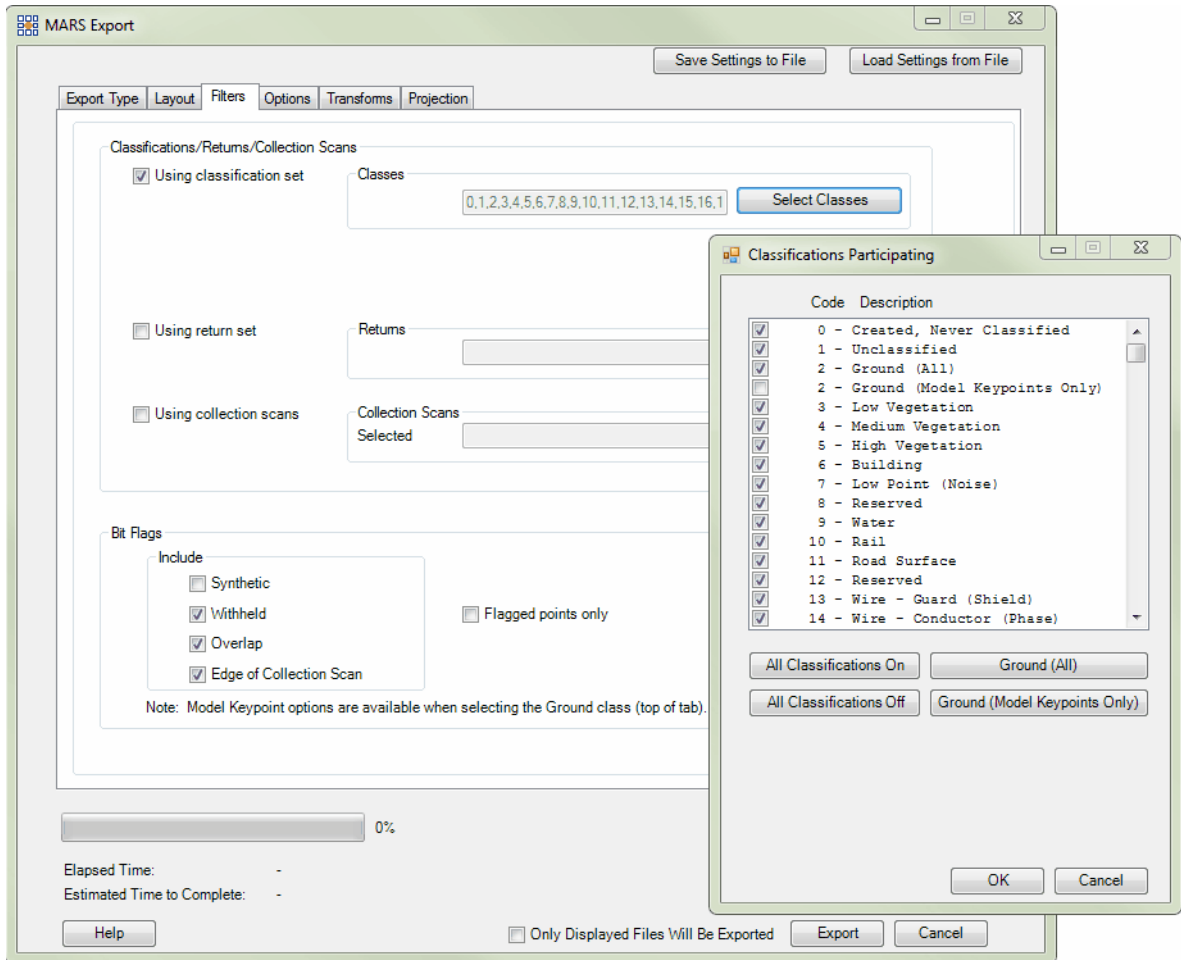 MARS Export
Save Settings to File
Load Settings from File
Export Type
Layout
Filters
Options
Transforms
Projection
Classifications/Returns/Collection Scans
Using classification set
Classes
0,1,2,3,4,5,6,7,8,9,10,11,12,13,14,15,16,1
Select Classes
Using return set
Returns
Using collection scans
Collection Scans
Selected
Bit Flags
Include
Synthetic
Withheld
Flagged points only
Overlap
Edge of Collection Scan
Note: Model Keypoint options are available when selecting the Ground class (top of tab).
0%
Elapsed Time: -
Estimated Time to Complete: -
Help
Only Displayed Files Will Be Exported
Export
Cancel
Classifications Participating
Code Description
0 - Created, Never Classified
1 - Unclassified
2 - Ground (All)
2 - Ground (Model Keypoints Only)
3 - Low Vegetation
4 - Medium Vegetation
5 - High Vegetation
6 - Building
7 - Low Point (Noise)
8 - Reserved
9 - Water
10 - Rail
11 - Road Surface
12 - Reserved
13 - Wire - Guard (Shield)
14 - Wire - Conductor (Phase)
All Classifications On
Ground (All)
All Classifications Off
Ground (Model Keypoints Only)
OK
Cancel